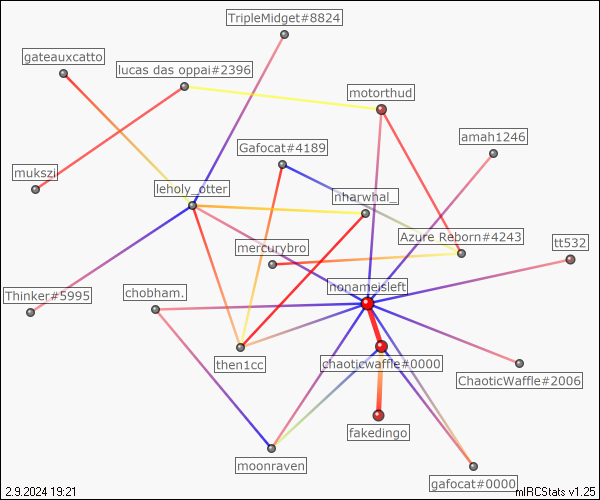 TripleMidget#8824
gateauxcatto
lucas das oppai#2396
motorthud
amah1246
Gafocat#4189
mukszi
leholy_otter
nharwhal_
Azure Reborn#4243
mercurybro
tt532
nonameisleft
Thinker#5995
chobham.
then1cc
chaoticwaffle#0000
ChaoticWaffle#2006
fakedingo
moonraven
gafocat#0000
2.9.2024 19:21
mIRCStats v1.25